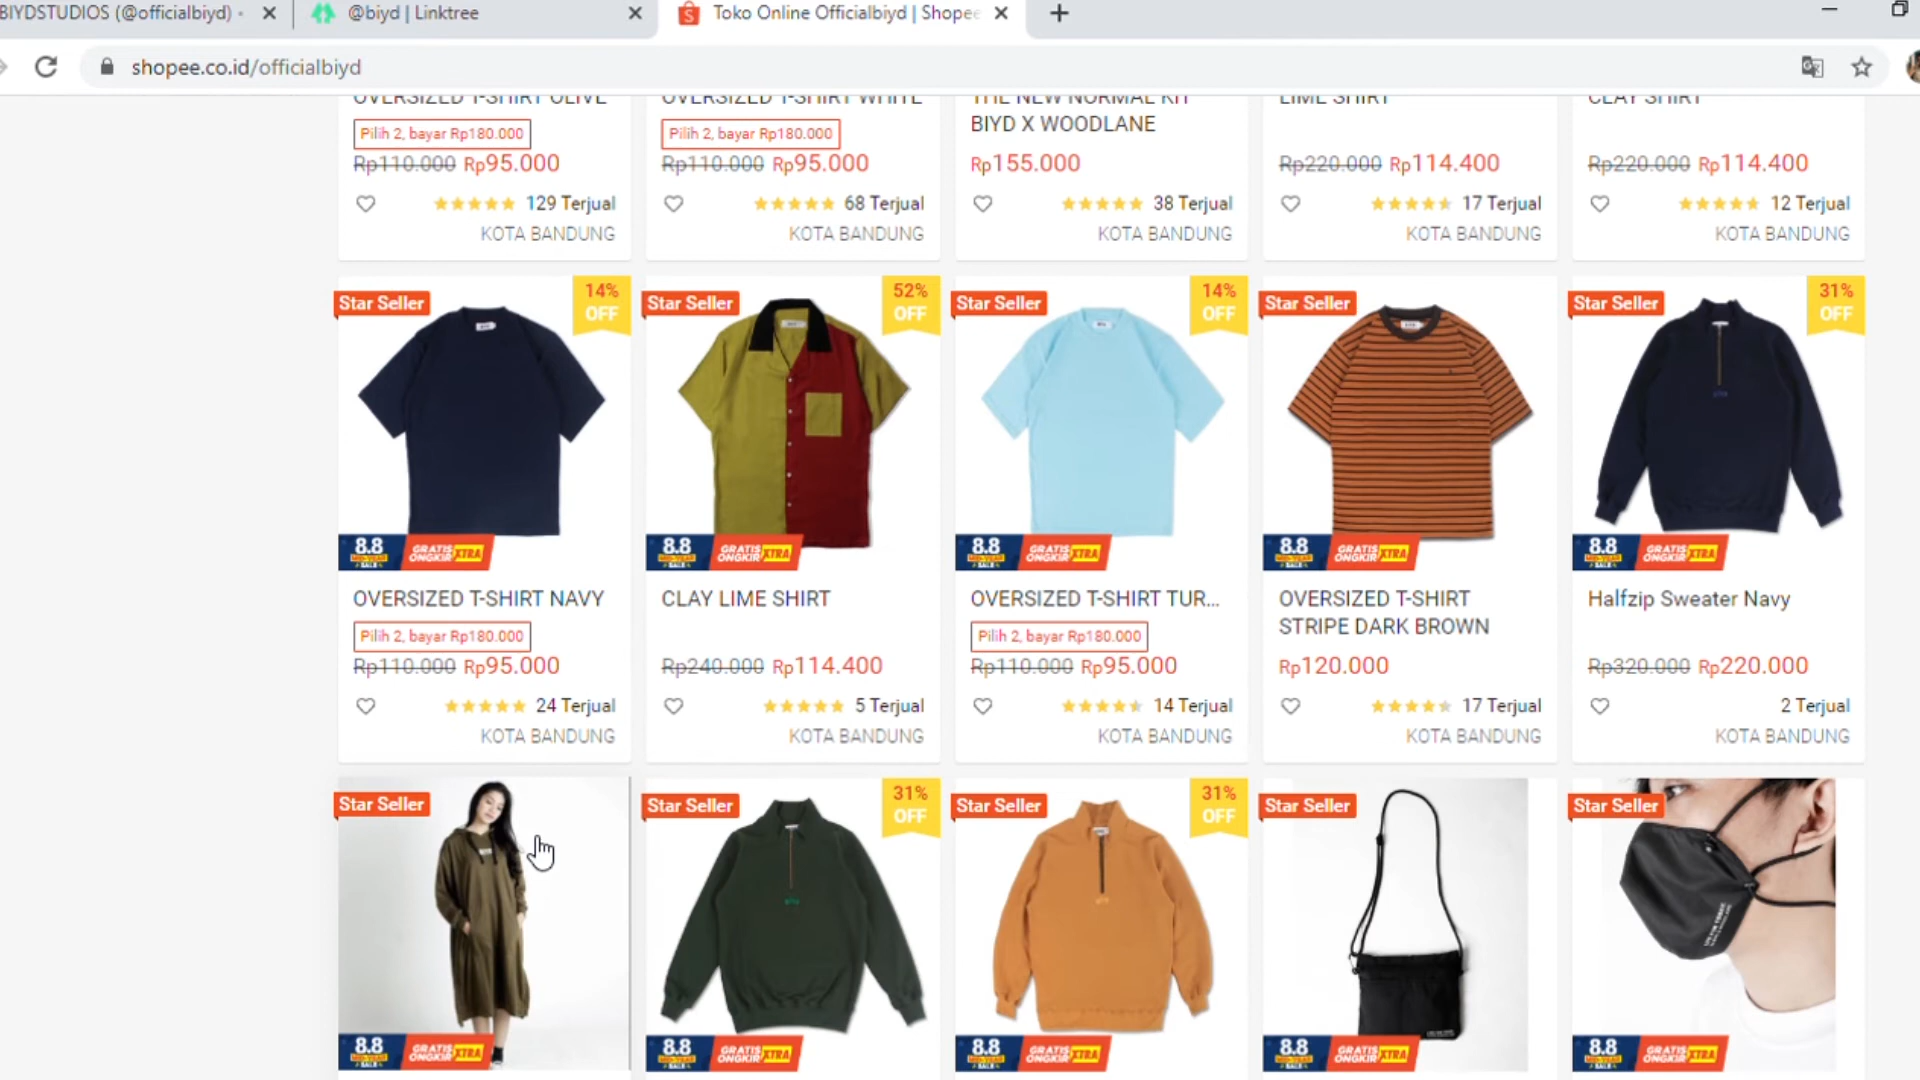 BIYDSTUDIOS (@officialbiyd) •
@biyd | Linktree
Toko Online Officialbiyd | Shopee
shopee.co.id/officialbiyd
OVERSIZED T-SHIRT OLIVE
Pilih 2, bayar Rp180.000
Rp110.000 Rp95.000
129 Terjual
KOTA BANDUNG
OVERSIZED T-SHIRT WHITE
Pilih 2, bayar Rp180.000
Rp110.000 Rp95.000
68 Terjual
KOTA BANDUNG
THE NEW NORMAL KIT
BIYD X WOODLANE
Rp155.000
38 Terjual
KOTA BANDUNG
LIME SHIRT
Rp220.000 Rp114.400
17 Terjual
KOTA BANDUNG
CLAY SHIRT
Rp220.000 Rp114.400
12 Terjual
KOTA BANDUNG
Star Seller
14%
OFF
8.8
SALE
GRATIS
ONGKIR XTRA
OVERSIZED T-SHIRT NAVY
Pilih 2, bayar Rp180.000
Rp110.000 Rp95.000
24 Terjual
KOTA BANDUNG
Star Seller
52%
OFF
8.8
SALE
GRATIS
ONGKIR XTRA
CLAY LIME SHIRT
Rp240.000 Rp114.400
5 Terjual
KOTA BANDUNG
Star Seller
14%
OFF
8.8
SALE
GRATIS
ONGKIR XTRA
OVERSIZED T-SHIRT TUR...
Pilih 2, bayar Rp180.000
Rp110.000 Rp95.000
14 Terjual
KOTA BANDUNG
Star Seller
8.8
SALE
GRATIS
ONGKIR XTRA
OVERSIZED T-SHIRT
STRIPE DARK BROWN
Rp120.000
17 Terjual
KOTA BANDUNG
Star Seller
31%
OFF
8.8
SALE
GRATIS
ONGKIR XTRA
Halfzip Sweater Navy
Rp320.000 Rp220.000
2 Terjual
KOTA BANDUNG
Star Seller
8.8
SALE
GRATIS
ONGKIR XTRA
Star Seller
31%
OFF
8.8
SALE
GRATIS
ONGKIR XTRA
Star Seller
31%
OFF
8.8
SALE
GRATIS
ONGKIR XTRA
Star Seller
8.8
SALE
GRATIS
ONGKIR XTRA
Star Seller
8.8
SALE
GRATIS
ONGKIR XTRA